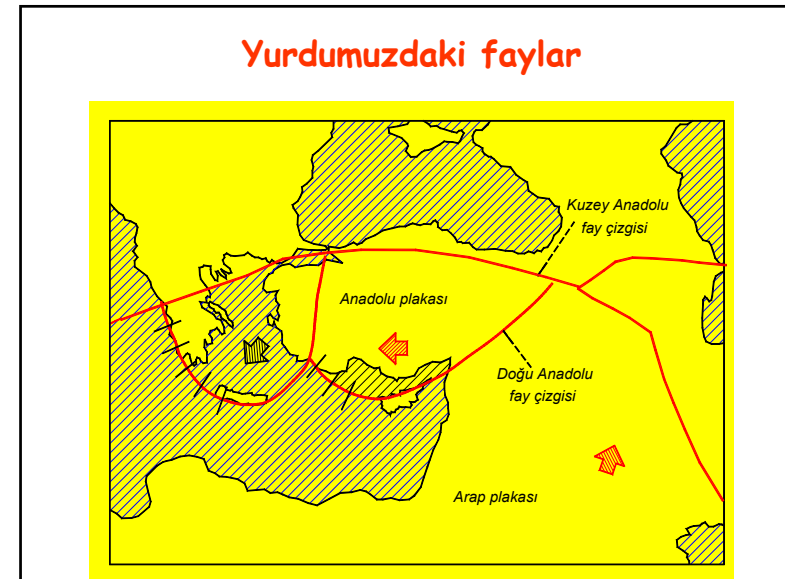 Yurdumuzdaki faylar
Kuzey Anadolu
fay çizgisi
Anadolu plakası
Doğu Anadolu
fay çizgisi
Arap plakası